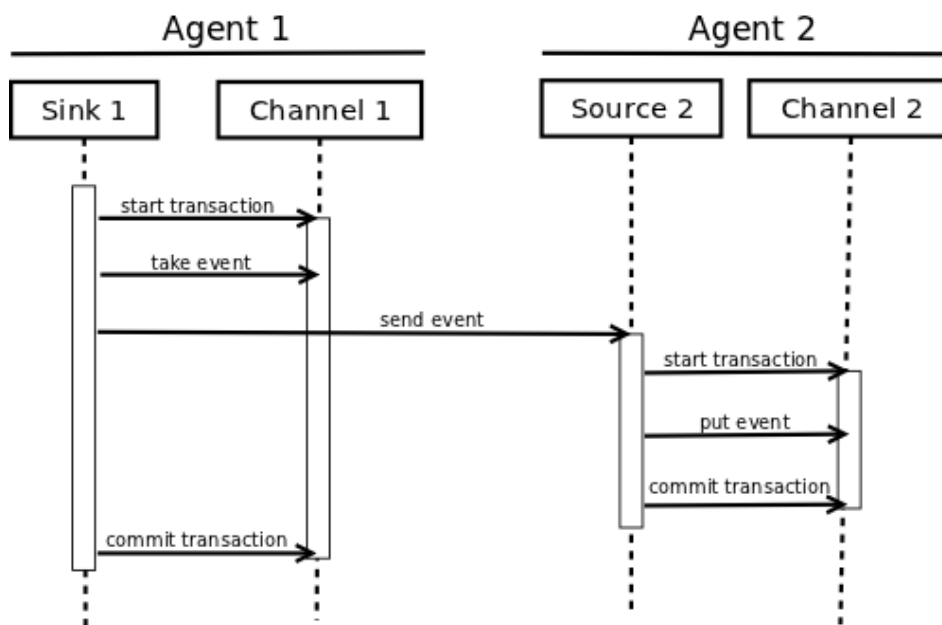 Agent 1
Agent 2
Sink 1
Channel 1
Source 2
Channel 2
start transaction
take event
send event
start transaction
put event
commit transaction
commit transaction